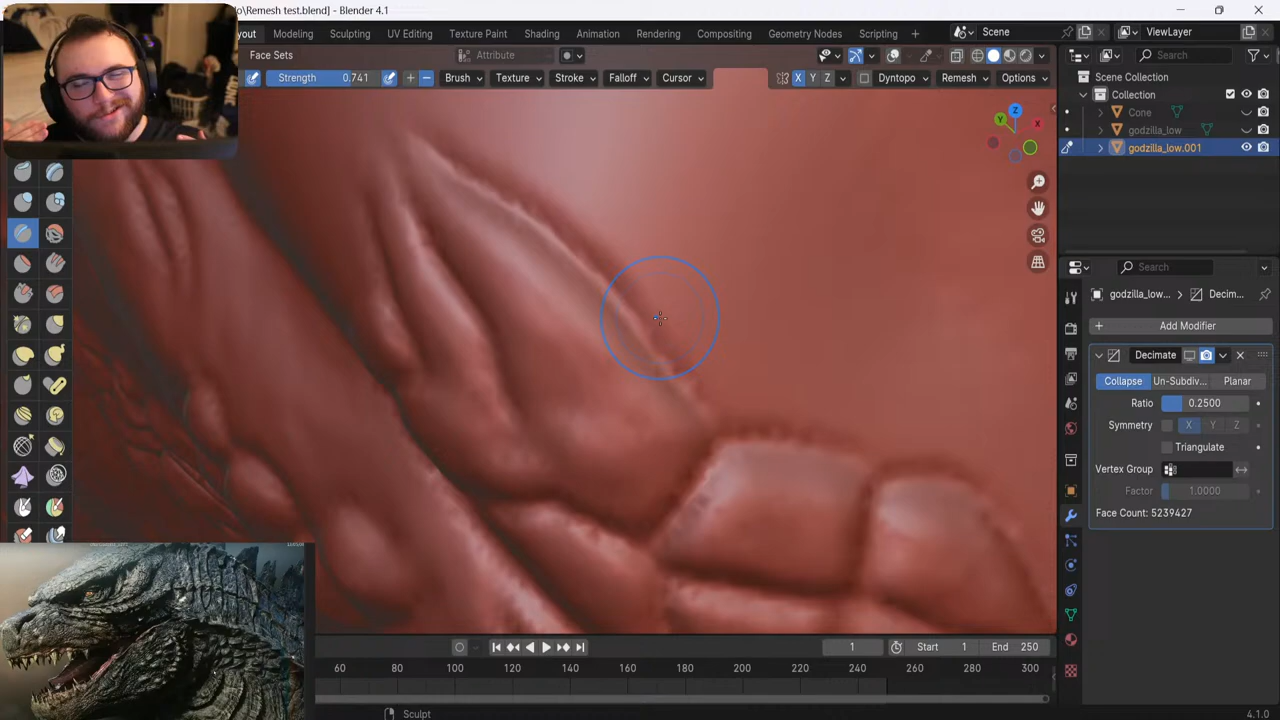 lo\Remesh test.blend] - Blender 4.1
yout
Modeling
Sculpting
UV Editing
Texture Paint
Shading
Animation
Rendering
Compositing
Geometry Nodes
Scripting
+
Scene
ViewLayer
Face Sets
Attribute
Search
Strength 0.741
Brush
Texture
Stroke
Falloff
Cursor
X Y Z
Dyntopo
Remesh
Options
Scene Collection
Collection
Cone
godzilla_low
godzilla_low.001
Z
Y
X
Search
godzilla_low...
Decim...
Add Modifier
Decimate
Collapse
Un-Subdiv...
Planar
Ratio 0.2500
Symmetry X Y Z
Triangulate
Vertex Group
Factor 1.0000
Face Count: 5239427
1
Start 1
End 250
60 80 100 120 140 160 180 200 220 240 260 280 300
Sculpt
4.1.0